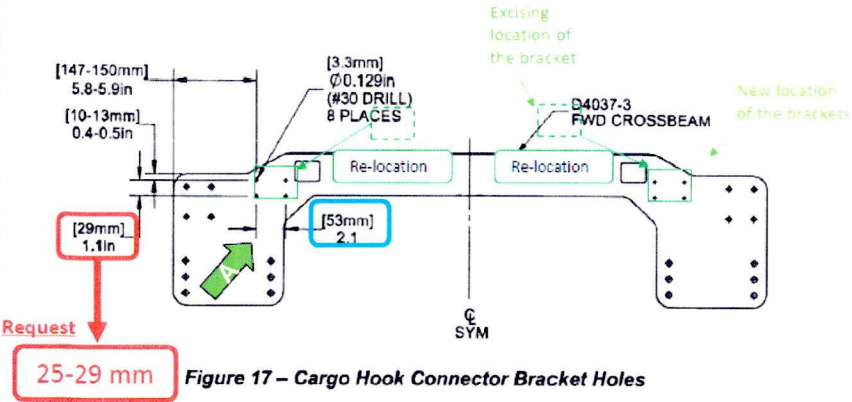 Excising
location of
the bracket
[147-150mm]
5.8-5.9in
[3.3mm]
Ø0.129in
(#30 DRILL)
8 PLACES
[10-13mm]
0.4-0.5in
D4037-3
FWD CROSSBEAM
New location
of the brackets
Re-location
Re-location
[29mm]
1.1in
[53mm]
2.1
A
℄
SYM
Request
25-29 mm
Figure 17 – Cargo Hook Connector Bracket Holes